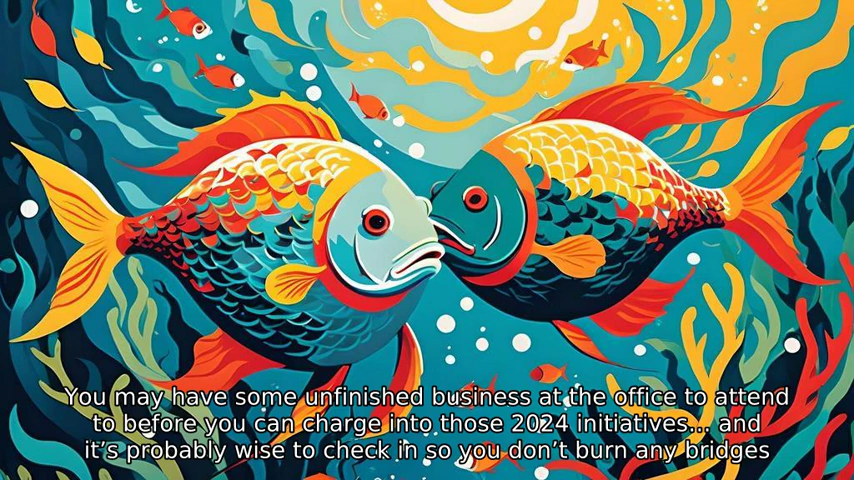 You may have some unfinished business at the office to attend
to before you can charge into those 2024 initiatives... and
it’s probably wise to check in so you don’t burn any bridges